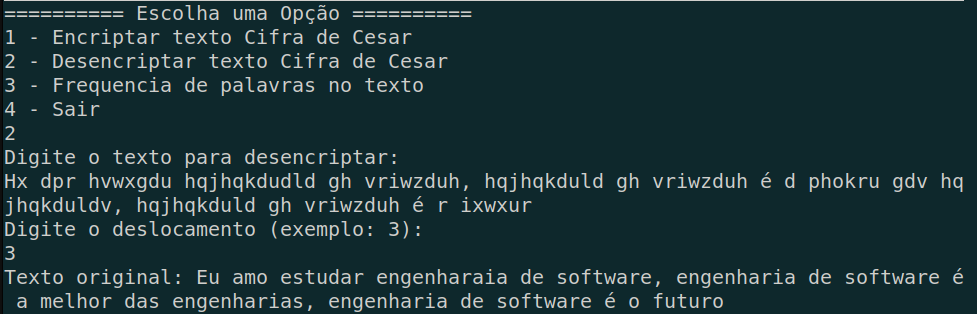 ========== Escolha uma Opção ==========
1 - Encriptar texto Cifra de Cesar
2 - Desencriptar texto Cifra de Cesar
3 - Frequencia de palavras no texto
4 - Sair
2
Digite o texto para desencriptar:
Hx dpr hvwxgdu hqjhqkdudld gh vriwzduh, hqjhqkduld gh vriwzduh é d phokru gdv hq
jhqkduldv, hqjhqkduld gh vriwzduh é r ixwxur
Digite o deslocamento (exemplo: 3):
3
Texto original: Eu amo estudar engenharaia de software, engenharia de software é
 a melhor das engenharias, engenharia de software é o futuro